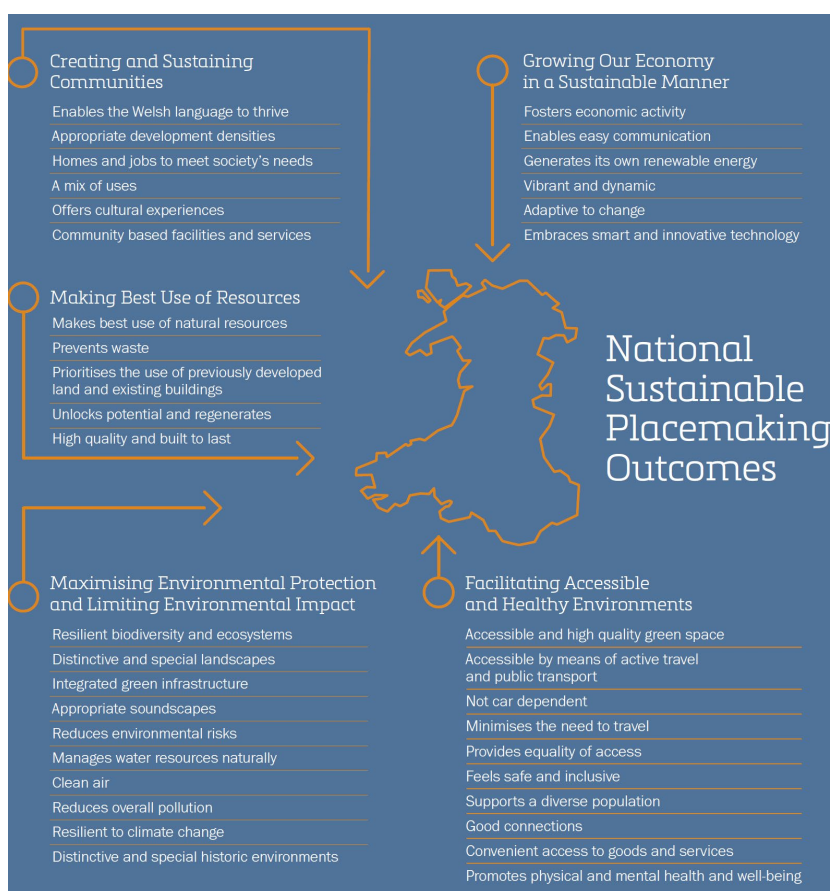 Creating and Sustaining
Communities
Enables the Welsh language to thrive
Appropriate development densities
Homes and jobs to meet society's needs
A mix of uses
Offers cultural experiences
Community based facilities and services
Growing Our Economy
in a Sustainable Manner
Fosters economic activity
Enables easy communication
Generates its own renewable energy
Vibrant and dynamic
Adaptive to change
Embraces smart and innovative technology
Making Best Use of Resources
Makes best use of natural resources
Prevents waste
Prioritises the use of previously developed
land and existing buildings
Unlocks potential and regenerates
High quality and built to last
National
Sustainable
Placemaking
Outcomes
Maximising Environmental Protection
and Limiting Environmental Impact
Resilient biodiversity and ecosystems
Distinctive and special landscapes
Integrated green infrastructure
Appropriate soundscapes
Reduces environmental risks
Manages water resources naturally
Clean air
Reduces overall pollution
Resilient to climate change
Distinctive and special historic environments
Facilitating Accessible
and Healthy Environments
Accessible and high quality green space
Accessible by means of active travel
and public transport
Not car dependent
Minimises the need to travel
Provides equality of access
Feels safe and inclusive
Supports a diverse population
Good connections
Convenient access to goods and services
Promotes physical and mental health and well-being